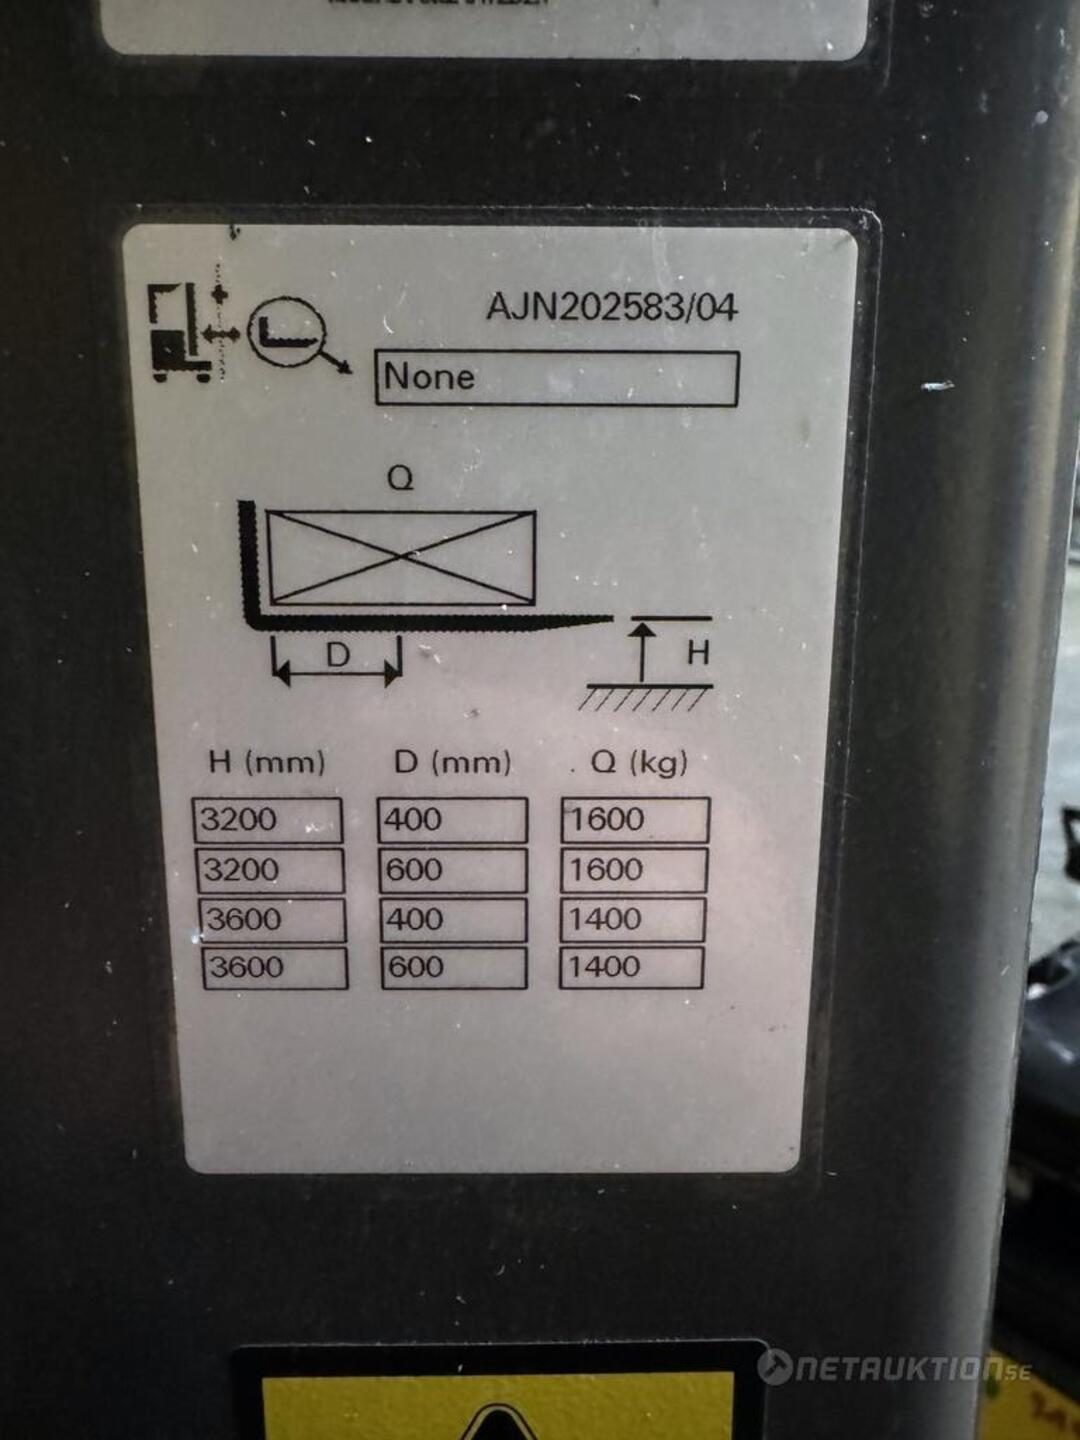 AJN202583/04
None
Q
D
H
H (mm) D (mm) Q (kg)
3200 400 1600
3200 600 1600
3600 400 1400
3600 600 1400
NETAUKTION.SE